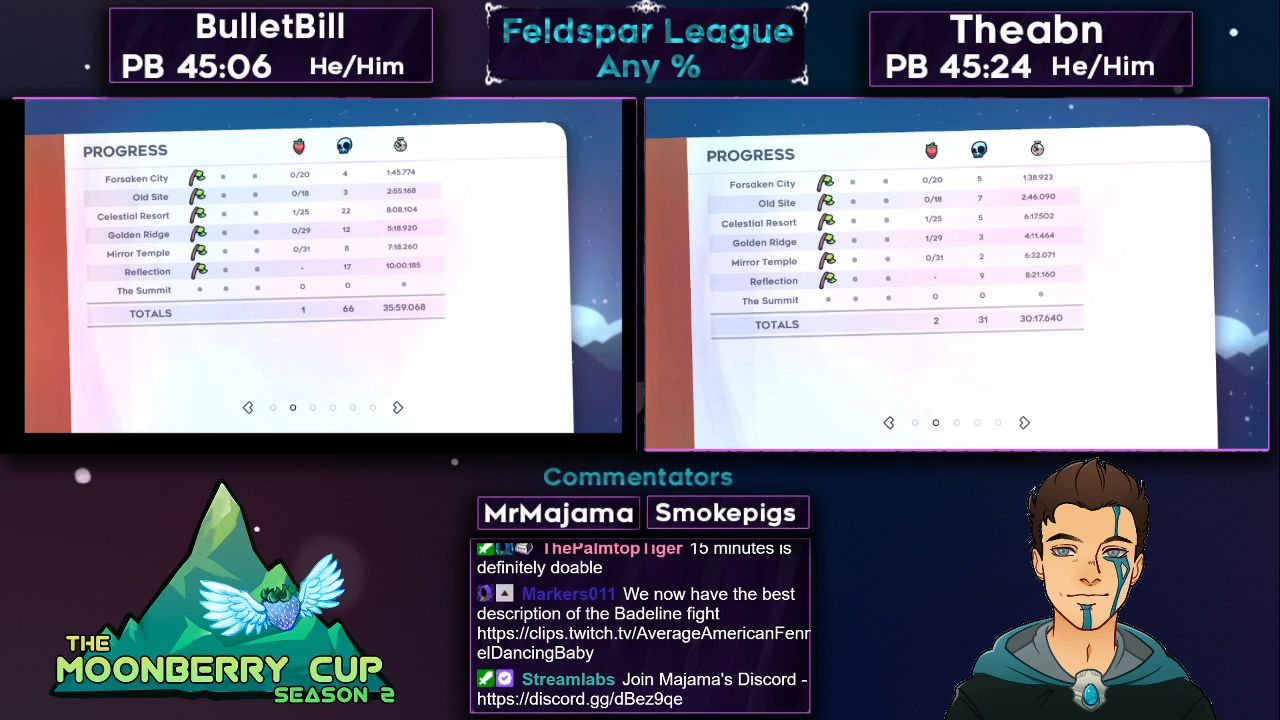 BulletBill
PB 45:06 He/Him
Feldspar League
Any %
Theabn
PB 45:24 He/Him
PROGRESS
Forsaken City 0/20 4 1:45.774
Old Site 0/18 3 2:55.168
Celestial Resort 1/25 22 8:08.104
Golden Ridge 0/29 12 5:18.920
Mirror Temple 0/31 8 7:18.260
Reflection - 17 10:00.185
The Summit 0 0
TOTALS 1 66 35:59.068
PROGRESS
Forsaken City 0/20 5 1:38.923
Old Site 0/18 7 2:46.090
Celestial Resort 1/25 5 6:17.502
Golden Ridge 1/29 3 4:11.464
Mirror Temple 0/31 2 6:32.071
Reflection - 9 8:21.160
The Summit 0 0
TOTALS 2 31 30:17.640
Commentators
MrMajama Smokepigs
ThePalmtopTiger 15 minutes is
definitely doable
Markers011 We now have the best
description of the Badeline fight
https://clips.twitch.tv/AverageAmericanFenr
elDancingBaby
Streamlabs Join Majama's Discord -
https://discord.gg/dBez9qe
THE
MOONBERRY CUP
SEASON 2